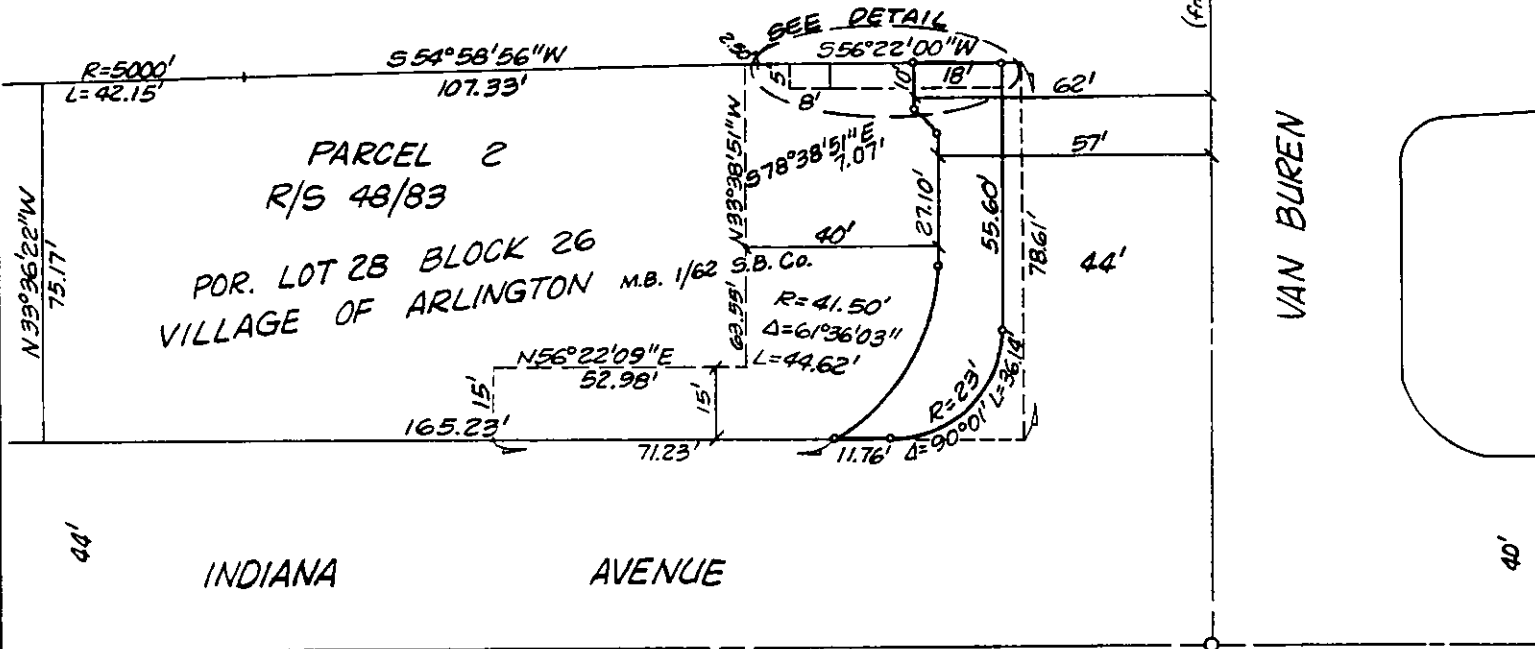 SEE DETAIL
S56°22'00"W
2.50'
S54°58'56"W
107.33'
R=5000'
L=42.15'
5'
10'
18'
8'
62'
57'
PARCEL 2
R/S 48/83
N33°38'51"W
63.55'
S78°38'51"E
7.07'
27.10'
55.60'
78.61'
44'
VAN BUREN
N33°36'22"W
75.17'
40'
POR. LOT 28 BLOCK 26
VILLAGE OF ARLINGTON M.B. 1/62 S.B. Co.
R=41.50'
Δ=61°36'03"
L=44.62'
N56°22'09"E
52.98'
15'
15'
R=23'
L=36.14'
Δ=90°01'
165.23'
71.23'
11.76'
44'
INDIANA AVENUE
40'